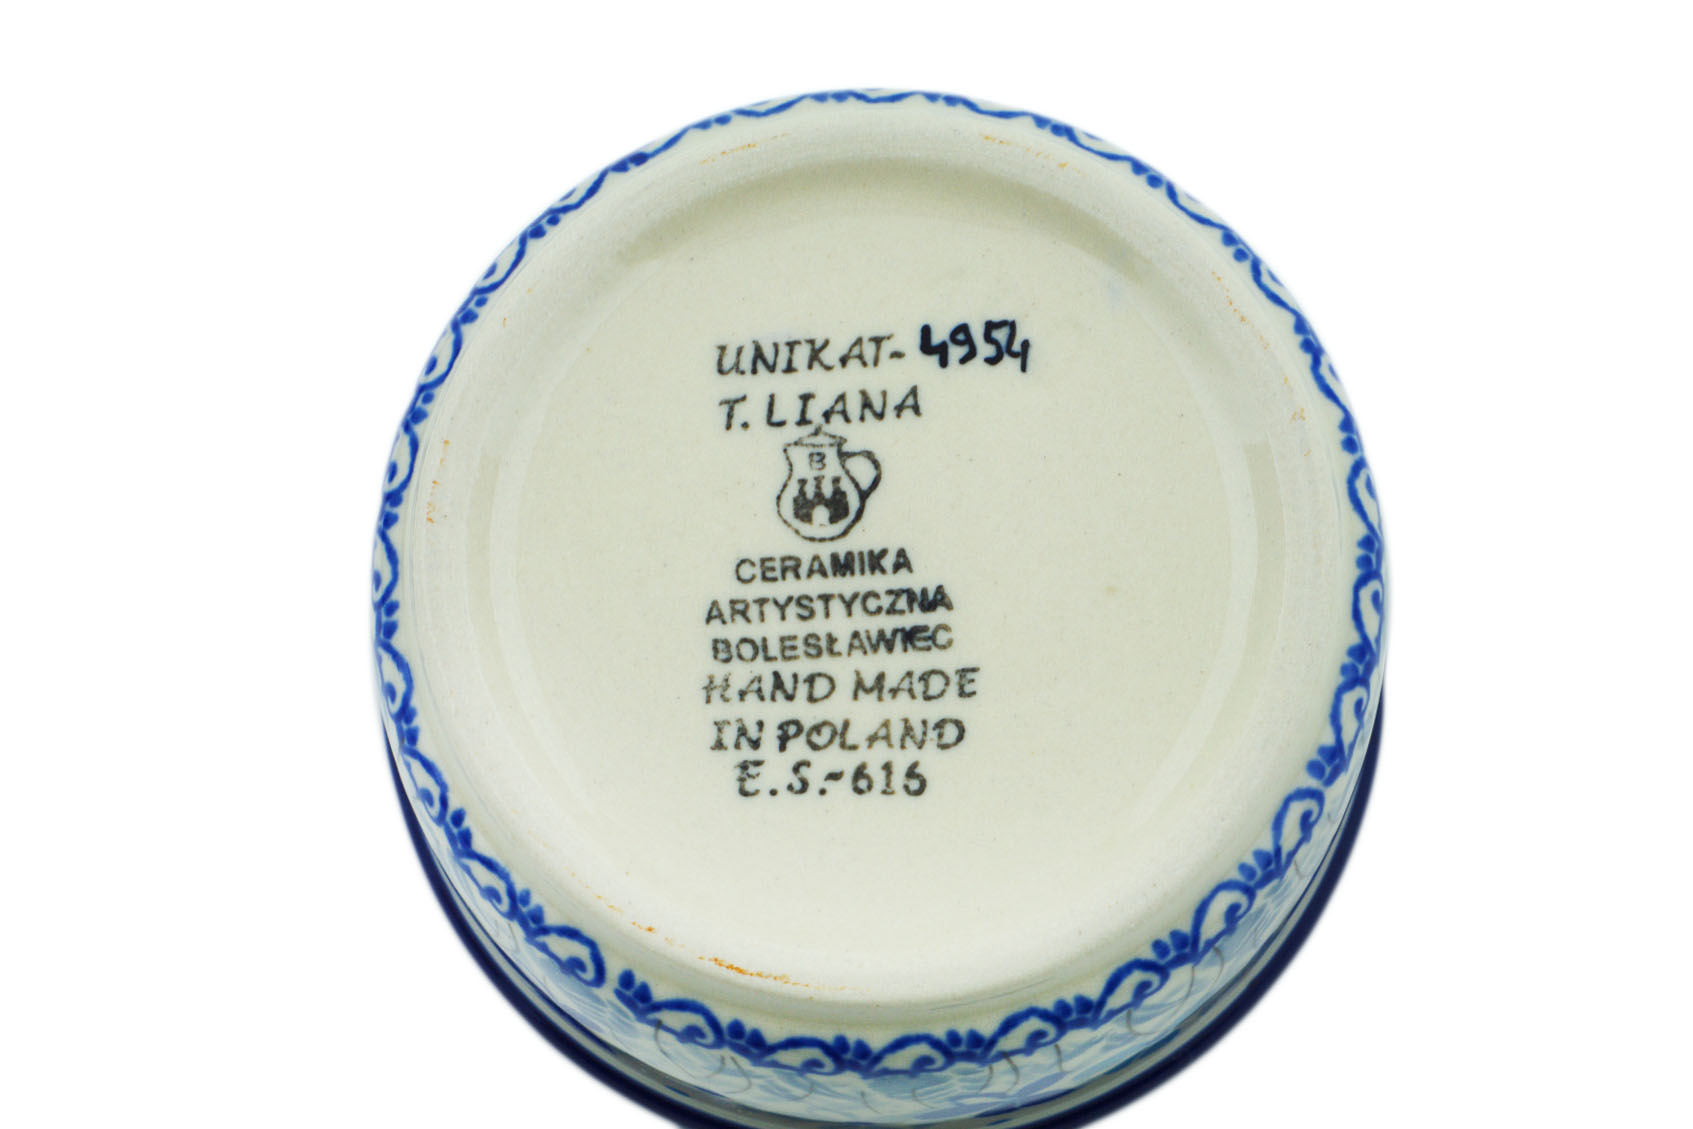 UNIKAT-4954
T. LIANA
B
CERAMIKA
ARTYSTYCZNA
BOLESŁAWIEC
HAND MADE
IN POLAND
E.S.-616